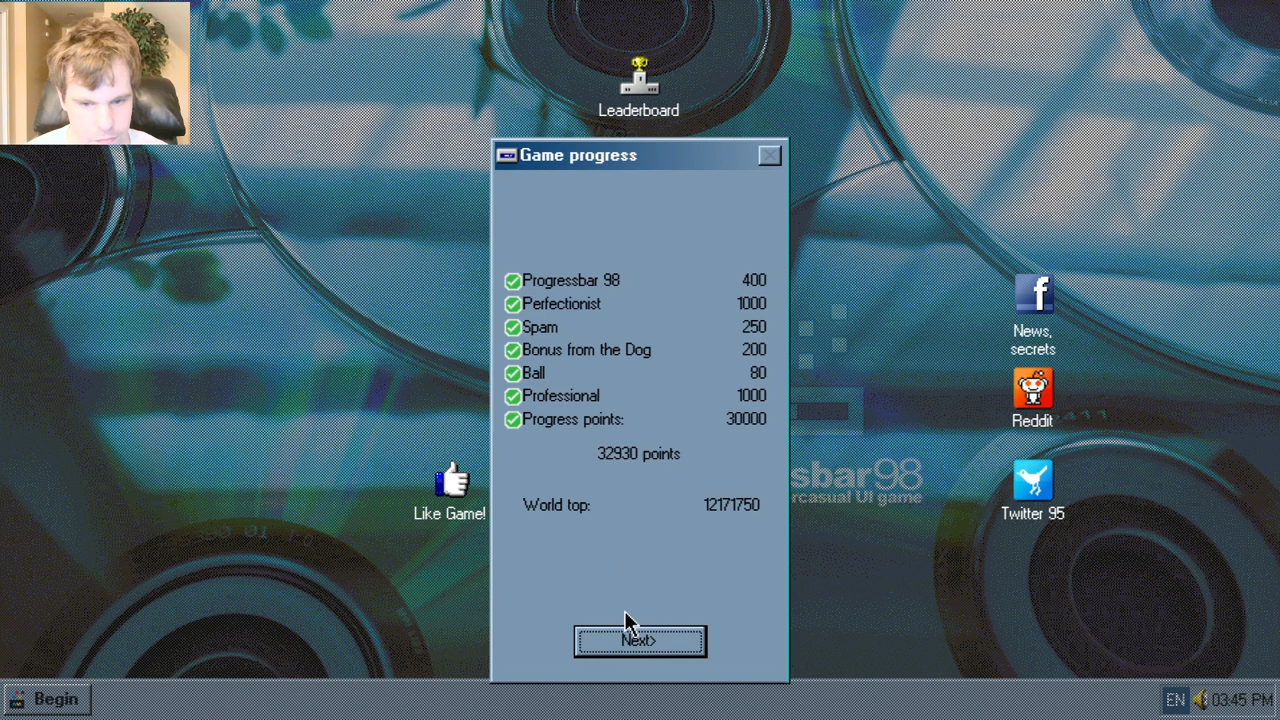 Leaderboard
Game progress
Progressbar 98 400
Perfectionist 1000
Spam 250
Bonus from the Dog 200
Ball 80
Professional 1000
Progress points: 30000
32930 points
World top: 12171750
Next>
News,
secrets
Reddit
Twitter 95
Like Game!
sbar98
rcasual UI game
Begin
EN 03:45 PM